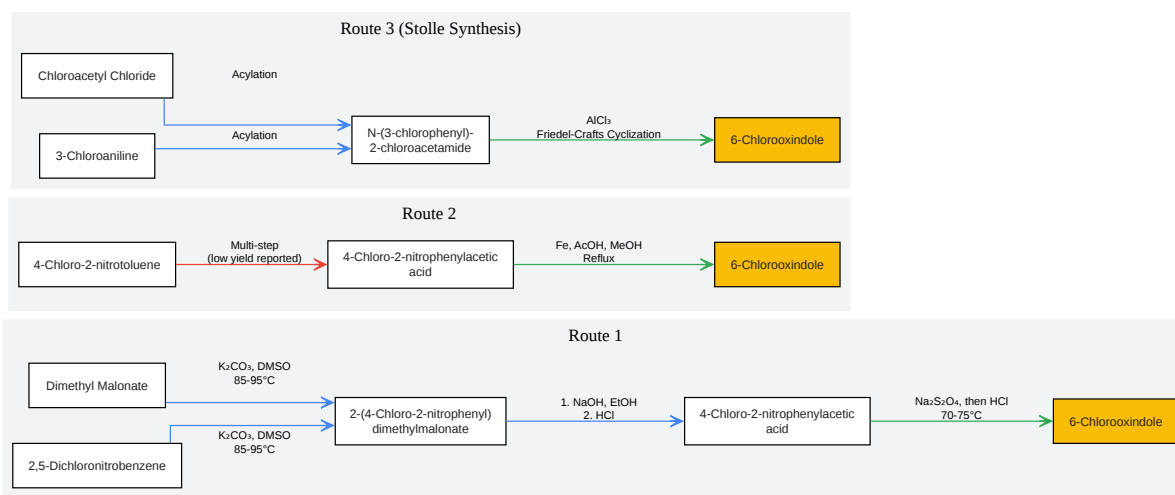 Route 3 (Stolle Synthesis)
Chloroacetyl Chloride
Acylation
3-Chloroaniline
Acylation
N-(3-chlorophenyl)-
2-chloroacetamide
AlCl₃
Friedel-Crafts Cyclization
6-Chlorooxindole
Route 2
4-Chloro-2-nitrotoluene
Multi-step
(low yield reported)
4-Chloro-2-nitrophenylacetic
acid
Fe, AcOH, MeOH
Reflux
6-Chlorooxindole
Route 1
Dimethyl Malonate
K₂CO₃, DMSO
85-95°C
2,5-Dichloronitrobenzene
K₂CO₃, DMSO
85-95°C
2-(4-Chloro-2-nitrophenyl)
dimethylmalonate
1. NaOH, EtOH
2. HCl
4-Chloro-2-nitrophenylacetic
acid
Na₂S₂O₄, then HCl
70-75°C
6-Chlorooxindole